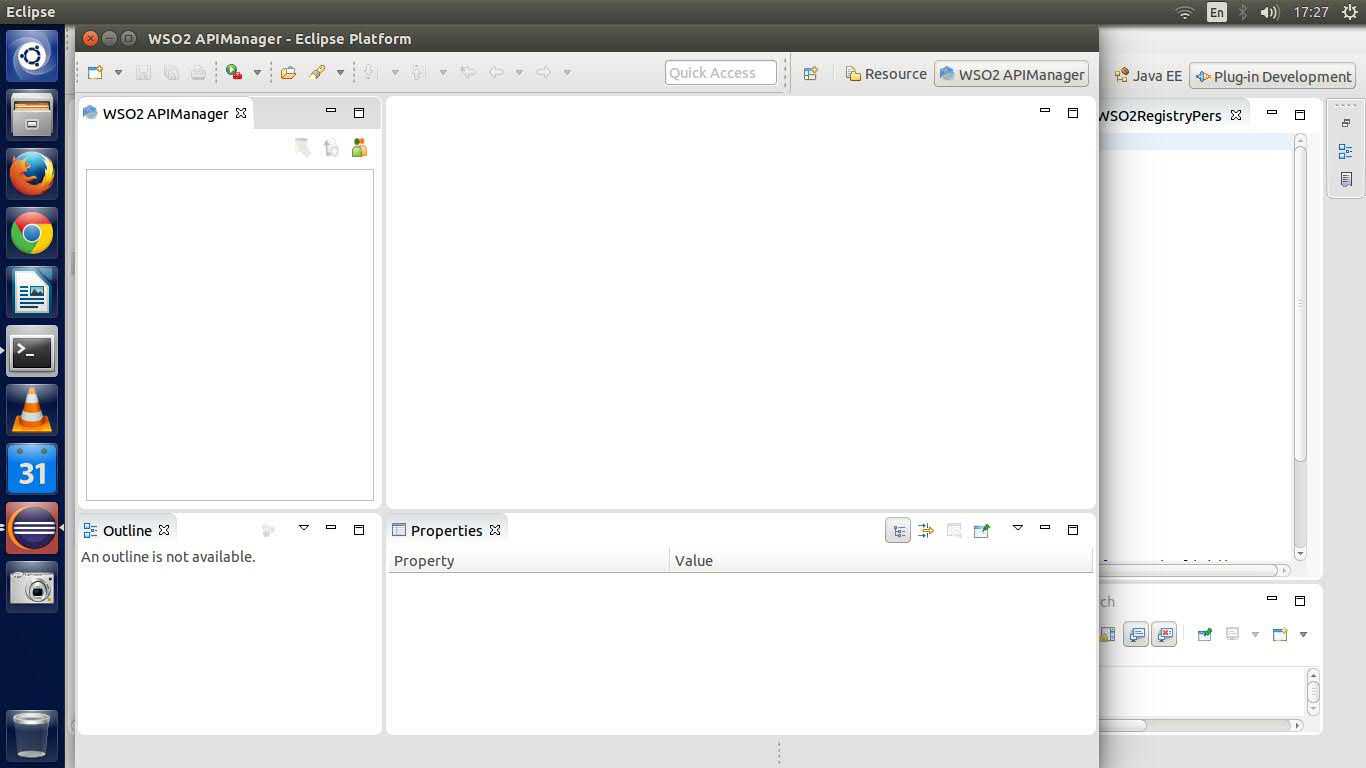 Eclipse
En
17:27
WSO2 APIManager - Eclipse Platform
Quick Access
Resource
WSO2 APIManager
Java EE
Plug-in Development
WSO2 APIManager
WSO2RegistryPers
31
Outline
An outline is not available.
Properties
Property
Value
ch